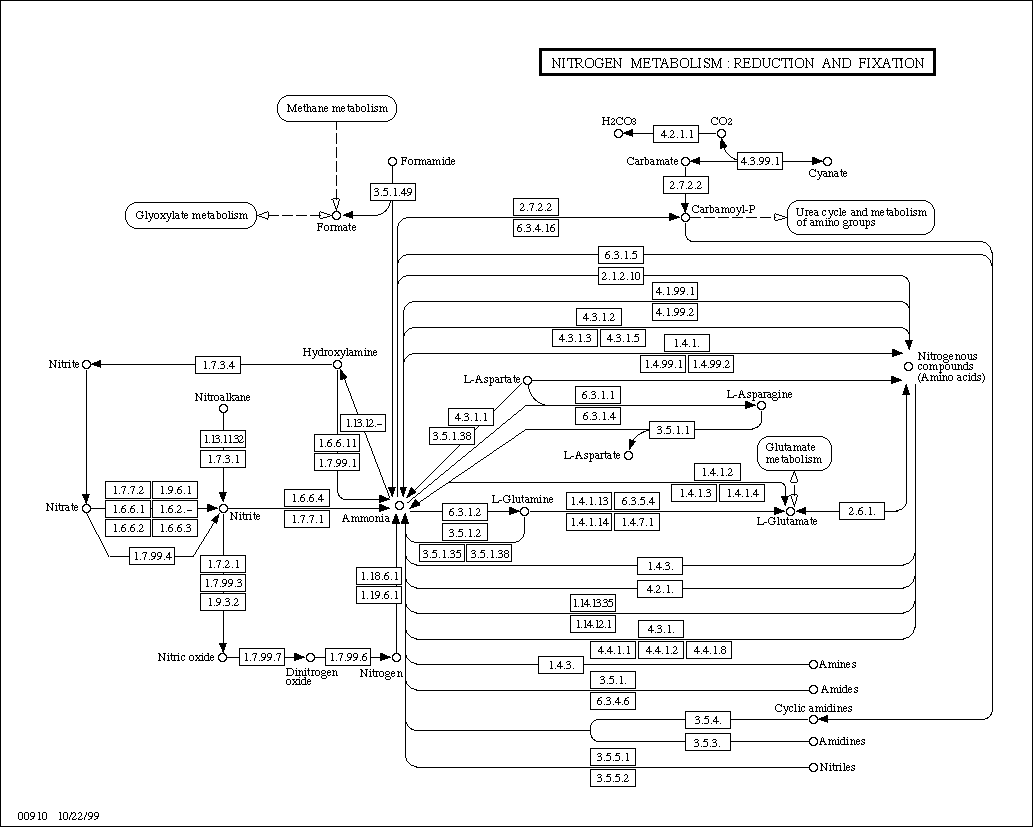 NITROGEN METABOLISM : REDUCTION AND FIXATION
Methane metabolism
H2CO3
CO2
4.2.1.1
Formamide
Carbamate
4.3.99.1
Cyanate
3.5.1.49
2.7.2.2
Glyoxylate metabolism
Formate
2.7.2.2
6.3.4.16
Carbamoyl-P
Urea cycle and metabolism
of amino groups
6.3.1.5
2.1.2.10
4.1.99.1
4.1.99.2
4.3.1.2
4.3.1.3
4.3.1.5
1.4.1.
1.4.99.1
1.4.99.2
Nitrite
1.7.3.4
Hydroxylamine
Nitrogenous
compounds
(Amino acids)
L-Aspartate
Nitroalkane
6.3.1.1
6.3.1.4
L-Asparagine
4.3.1.1
3.5.1.38
1.13.12.-
3.5.1.1
1.13.11.32
1.7.3.1
1.6.6.11
1.7.99.1
L-Aspartate
Glutamate
metabolism
1.4.1.2
1.4.1.3
1.4.1.4
1.7.7.2
1.9.6.1
1.6.6.1
1.6.2.-
1.6.6.2
1.6.6.3
Nitrate
Nitrite
1.6.6.4
1.7.7.1
Ammonia
6.3.1.2
L-Glutamine
1.4.1.13
6.3.5.4
1.4.1.14
1.4.7.1
L-Glutamate
2.6.1.
3.5.1.2
3.5.1.35
3.5.1.38
1.7.99.4
1.7.2.1
1.7.99.3
1.9.3.2
1.18.6.1
1.19.6.1
1.4.3.
4.2.1.
1.14.13.35
1.14.12.1
4.3.1.
4.4.1.1
4.4.1.2
4.4.1.8
Nitric oxide
1.7.99.7
Dinitrogen
oxide
1.7.99.6
Nitrogen
1.4.3.
Amines
3.5.1.
6.3.4.6
Amides
Cyclic amidines
3.5.4.
3.5.3.
Amidines
3.5.5.1
3.5.5.2
Nitriles
00910 10/22/99